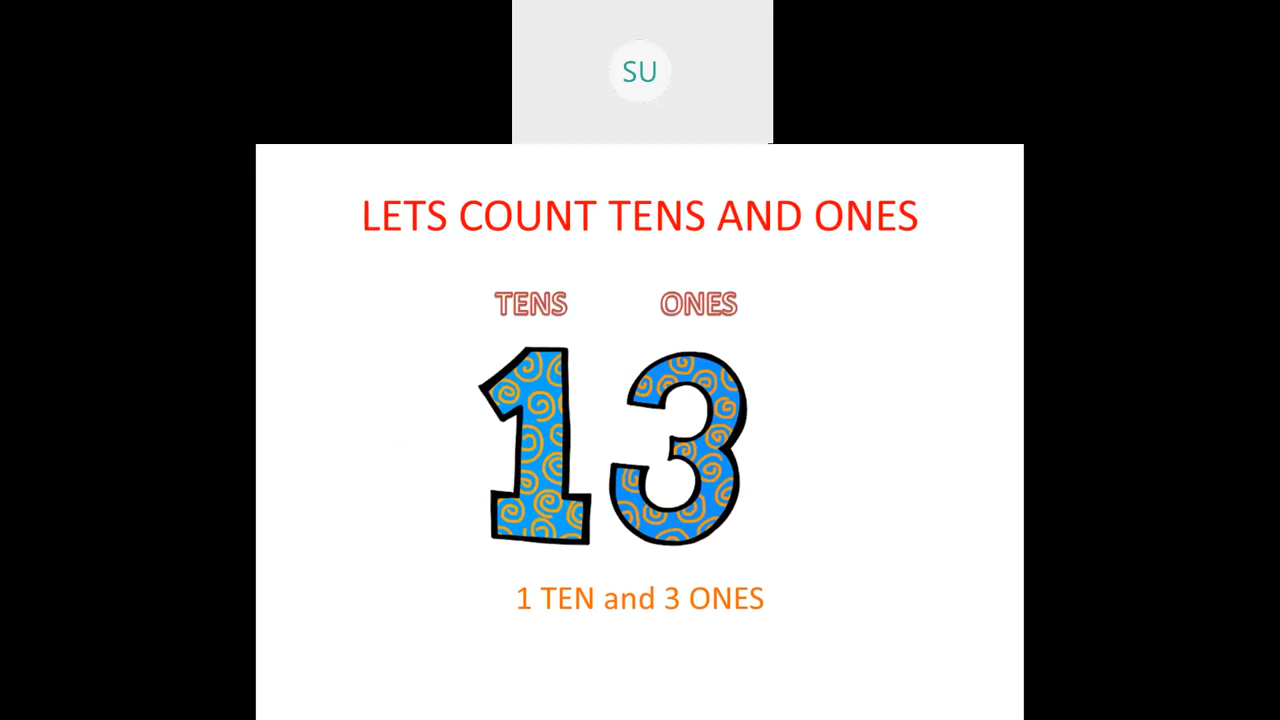 SU
LETS COUNT TENS AND ONES
TENS ONES
13
1 TEN and 3 ONES